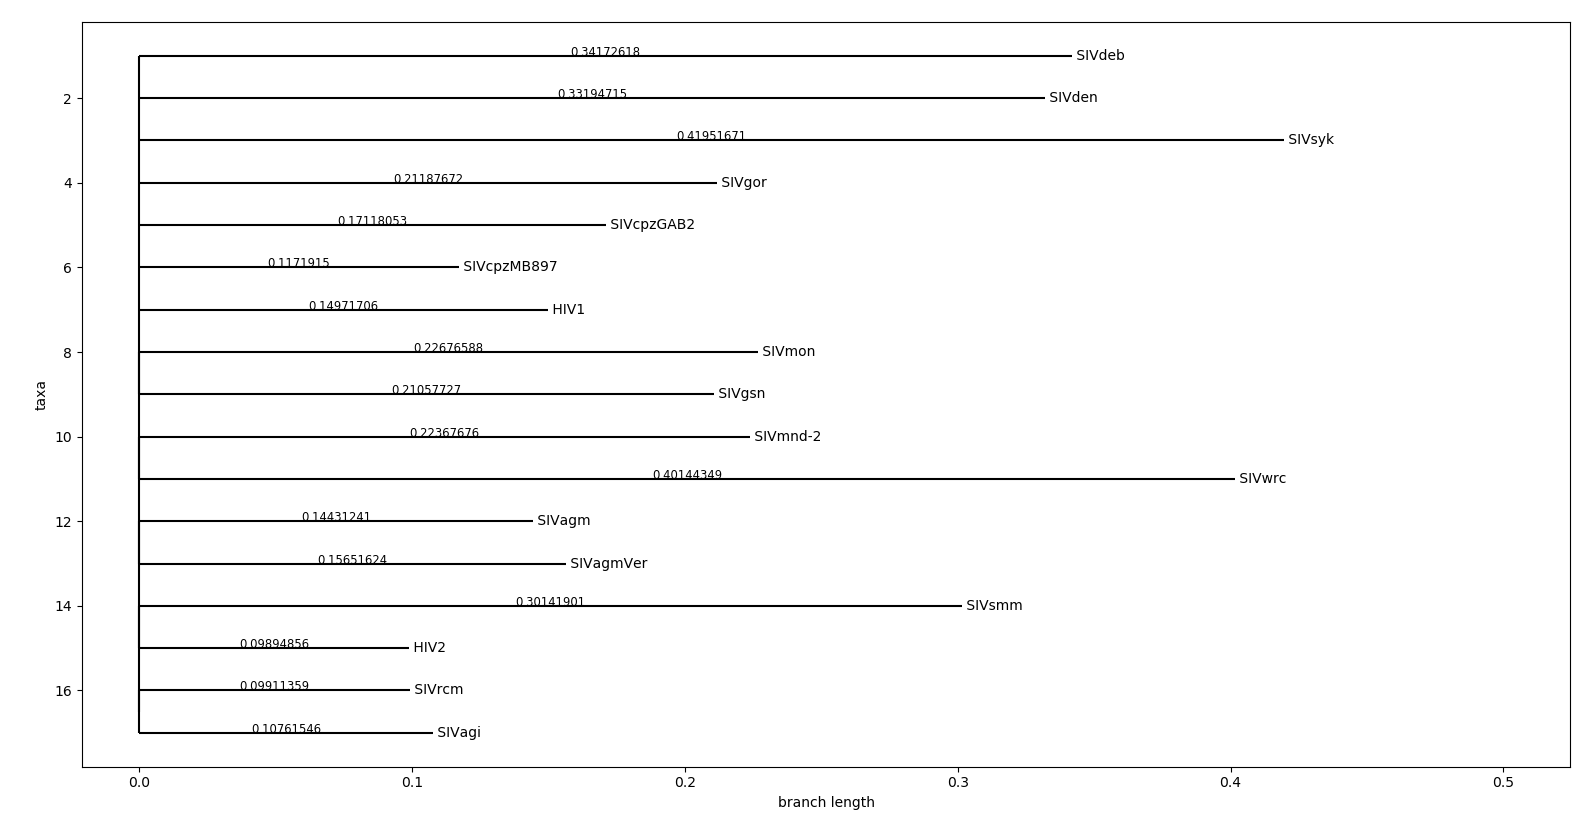 0.34172618 SIVdeb
2 0.33194715 SIVden
0.41951671 SIVsyk
4 0.21187672 SIVgor
0.17118053 SIVcpzGAB2
6 0.1171915 SIVcpzMB897
0.14971706 HIV1
8 0.22676588 SIVmon
0.21057727 SIVgsn
taxa
10 0.22367676 SIVmnd-2
0.40144349 SIVwrc
12 0.14431241 SIVagm
0.15651624 SIVagmVer
14 0.30141901 SIVsmm
0.09894856 HIV2
16 0.09911359 SIVrcm
0.10761546 SIVagi
0.0 0.1 0.2 0.3 0.4 0.5
branch length